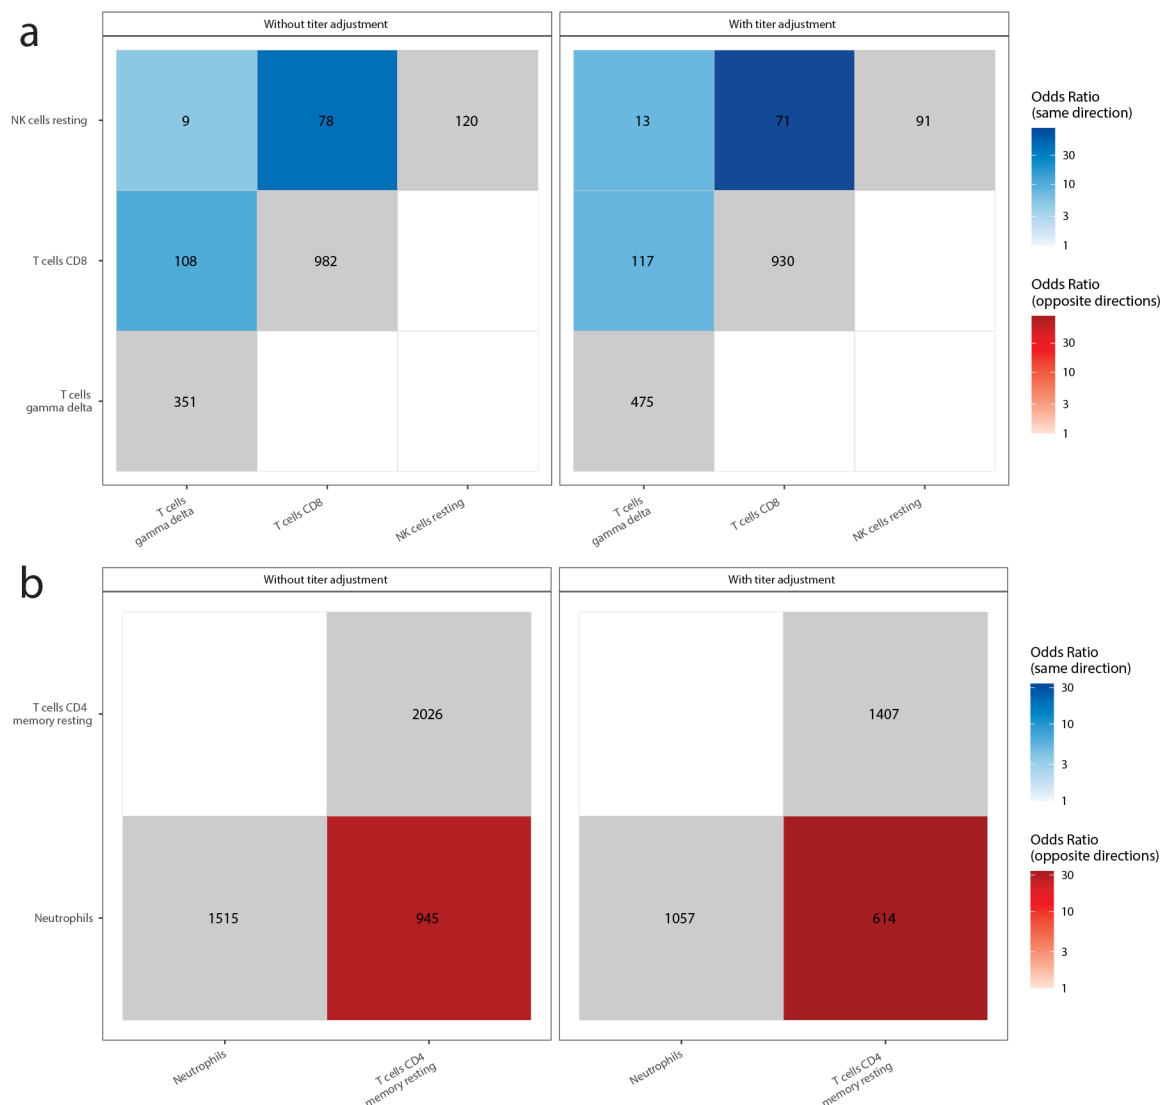 a
Without titer adjustment
With titer adjustment
NK cells resting
9
78
120
13
71
91
T cells CD8
108
982
117
930
T cells
gamma delta
351
475
T cells
gamma delta
T cells CD8
NK cells resting
T cells
gamma delta
T cells CD8
NK cells resting
Odds Ratio
(same direction)
30
10
3
1
Odds Ratio
(opposite directions)
30
10
3
1
b
Without titer adjustment
With titer adjustment
T cells CD4
memory resting
2026
1407
Neutrophils
1515
945
1057
614
Neutrophils
T cells CD4
memory resting
Neutrophils
T cells CD4
memory resting
Odds Ratio
(same direction)
30
10
3
1
Odds Ratio
(opposite directions)
30
10
3
1